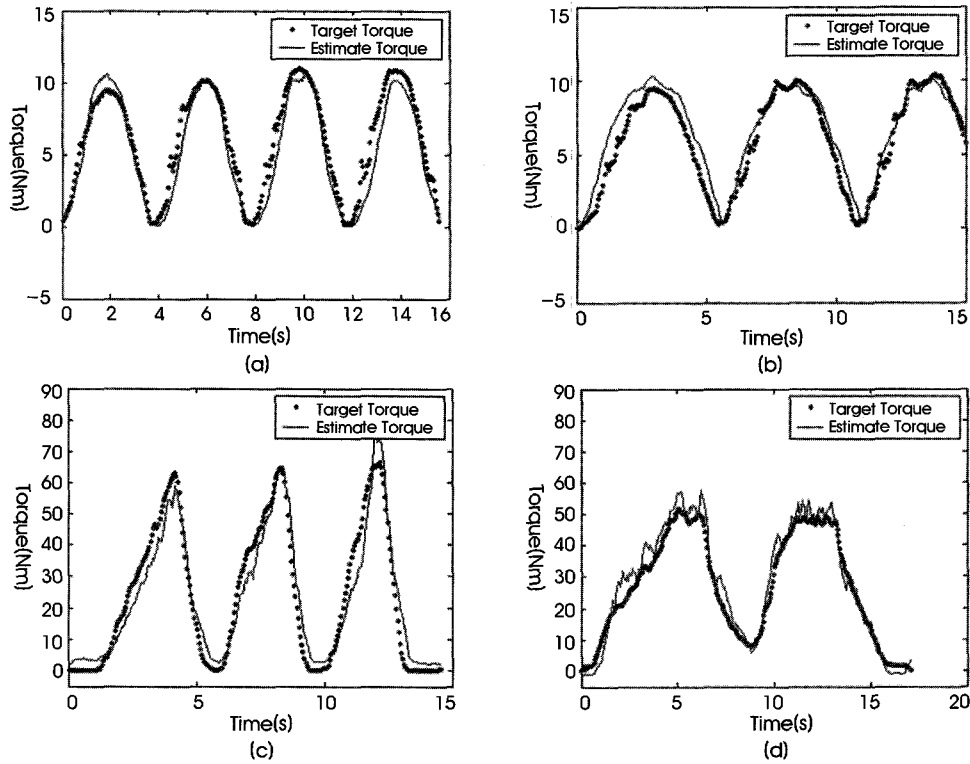 15
10
5
0
−5
Torque(Nm)
Target Torque
Estimate Torque
0 2 4 6 8 10 12 14 16
Time(s)
(a)
15
10
5
0
−5
Torque(Nm)
Target Torque
Estimate Torque
0 5 10 15
Time(s)
(b)
90
80
70
60
50
40
30
20
10
0
Torque(Nm)
Target Torque
Estimate Torque
0 5 10 15
Time(s)
(c)
90
80
70
60
50
40
30
20
10
0
Torque(Nm)
Target Torque
Estimate Torque
0 5 10 15 20
Time(s)
(d)